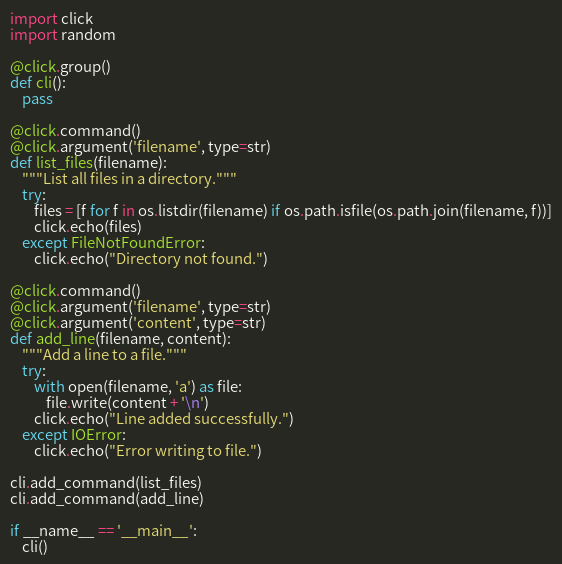 import click
import random

@click.group()
def cli():
    pass

@click.command()
@click.argument('filename', type=str)
def list_files(filename):
    """List all files in a directory."""
    try:
        files = [f for f in os.listdir(filename) if os.path.isfile(os.path.join(filename, f))]
        click.echo(files)
    except FileNotFoundError:
        click.echo("Directory not found.")

@click.command()
@click.argument('filename', type=str)
@click.argument('content', type=str)
def add_line(filename, content):
    """Add a line to a file."""
    try:
        with open(filename, 'a') as file:
            file.write(content + '\n')
        click.echo("Line added successfully.")
    except IOError:
        click.echo("Error writing to file.")

cli.add_command(list_files)
cli.add_command(add_line)

if __name__ == '__main__':
    cli()